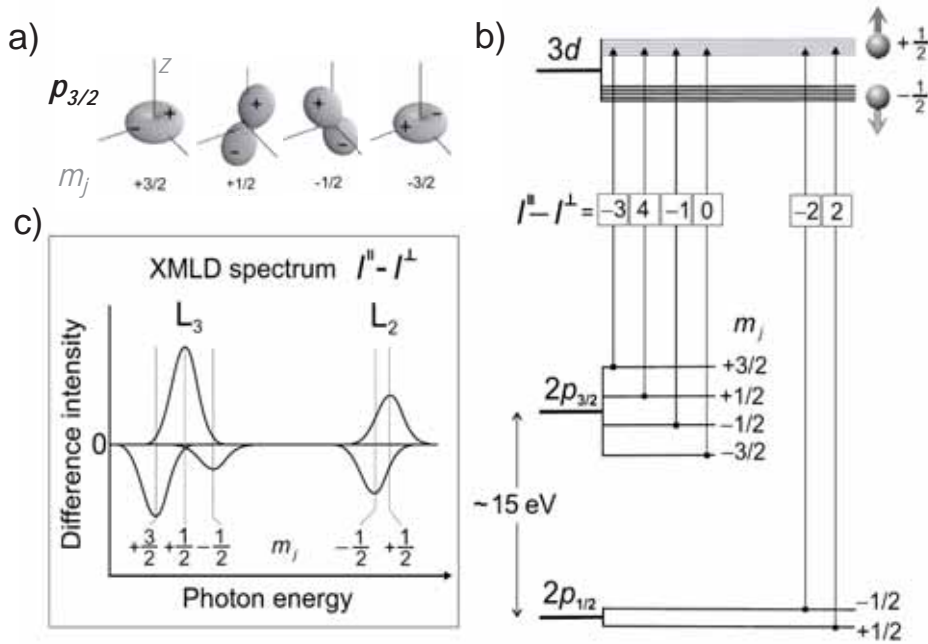 a)
z
p3/2
+ − + − + − + −
mj
+3/2 +1/2 -1/2 -3/2
b)
3d
+1/2
−1/2
I∥− I⊥ = −3 4 −1 0 −2 2
mj
2p3/2
+3/2
+1/2
−1/2
−3/2
~15 eV
2p1/2
−1/2
+1/2
c)
XMLD spectrum I∥ - I⊥
L3 L2
Difference intensity
0
+3/2 +1/2 −1/2 mj −1/2 +1/2
Photon energy